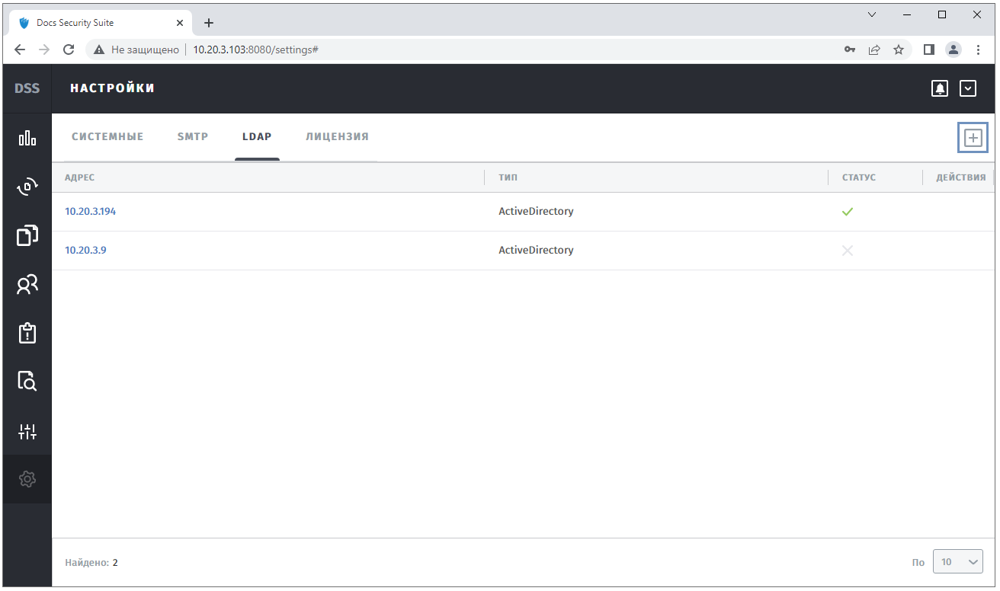 Docs Security Suite
Не защищено 10.20.3.103:8080/settings#
DSS НАСТРОЙКИ
СИСТЕМНЫЕ SMTP LDAP ЛИЦЕНЗИЯ
АДРЕС ТИП СТАТУС ДЕЙСТВИЯ
10.20.3.194 ActiveDirectory
10.20.3.9 ActiveDirectory
Найдено: 2 По 10